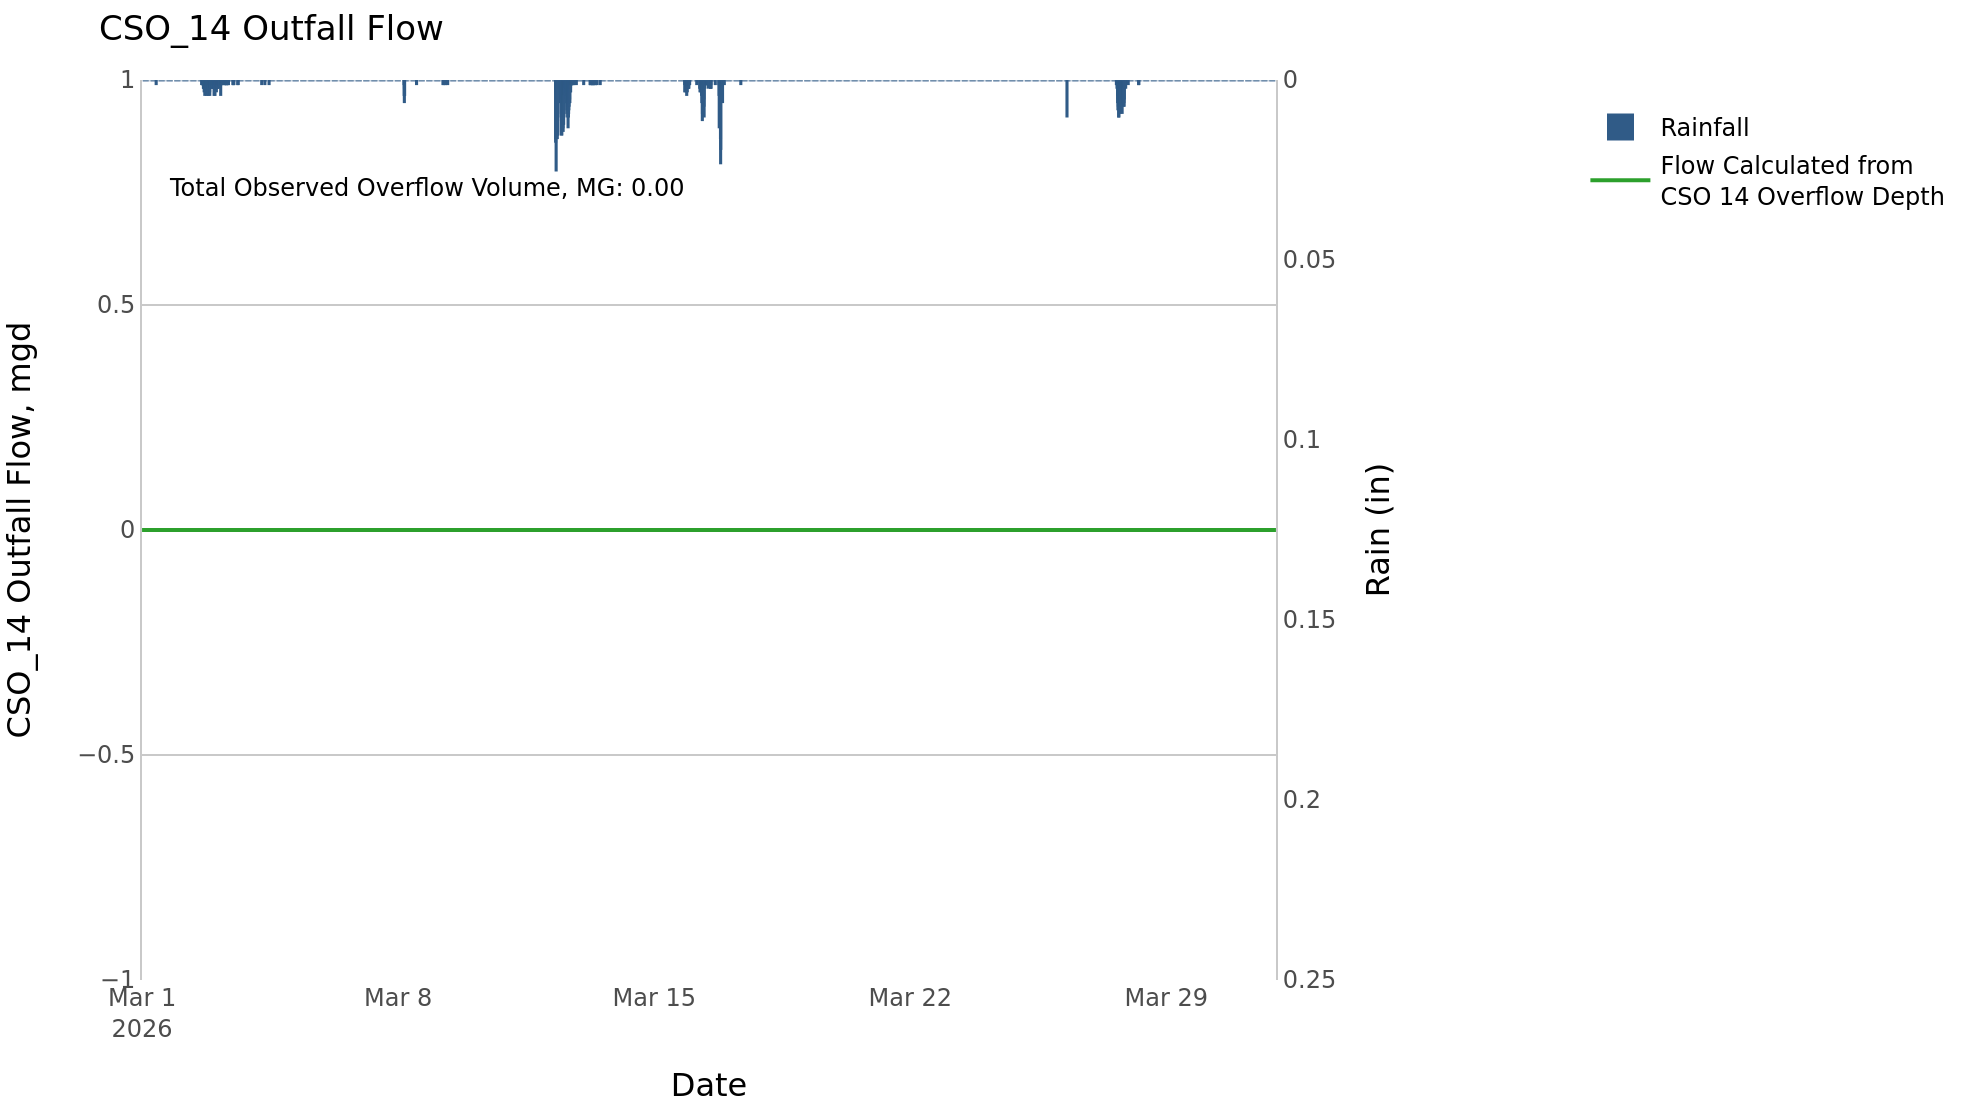 CSO_14 Outfall Flow
1
0.5
0
−0.5
−1
CSO_14 Outfall Flow, mgd
Total Observed Overflow Volume, MG: 0.00
0
0.05
0.1
0.15
0.2
0.25
Rain (in)
Rainfall
Flow Calculated from
CSO 14 Overflow Depth
Mar 1
2026
Mar 8
Mar 15
Mar 22
Mar 29
Date